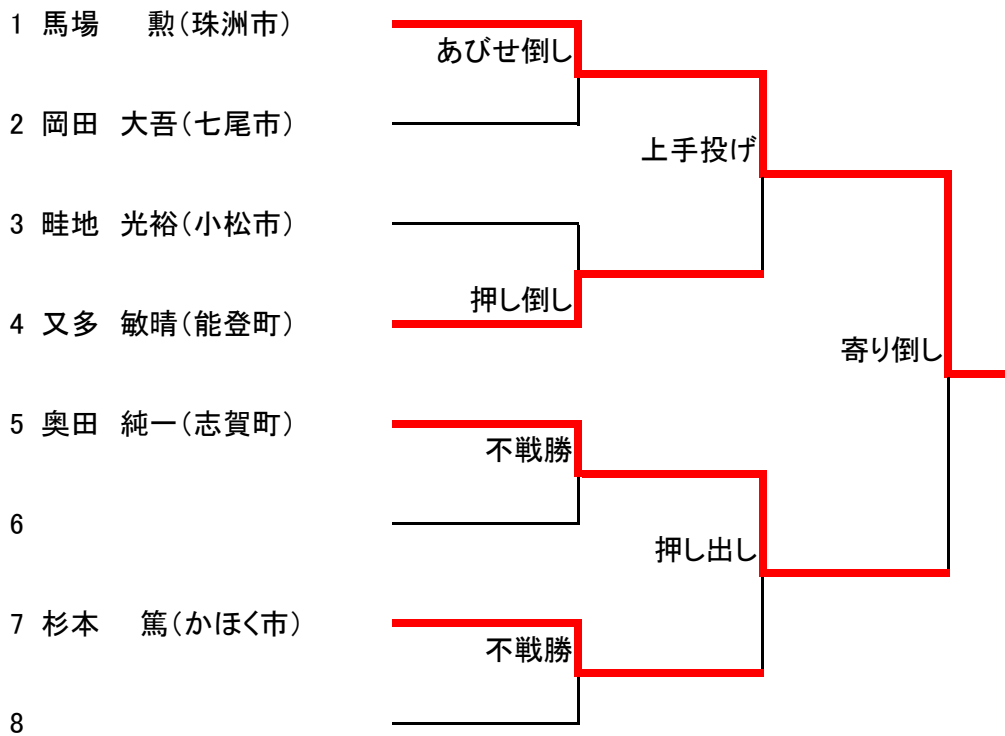 1 馬場　勲(珠洲市)
あびせ倒し
2 岡田　大吾(七尾市)
上手投げ
3 畦地　光裕(小松市)
押し倒し
4 又多　敏晴(能登町)
寄り倒し
5 奥田　純一(志賀町)
不戦勝
6
押し出し
7 杉本　篤(かほく市)
不戦勝
8